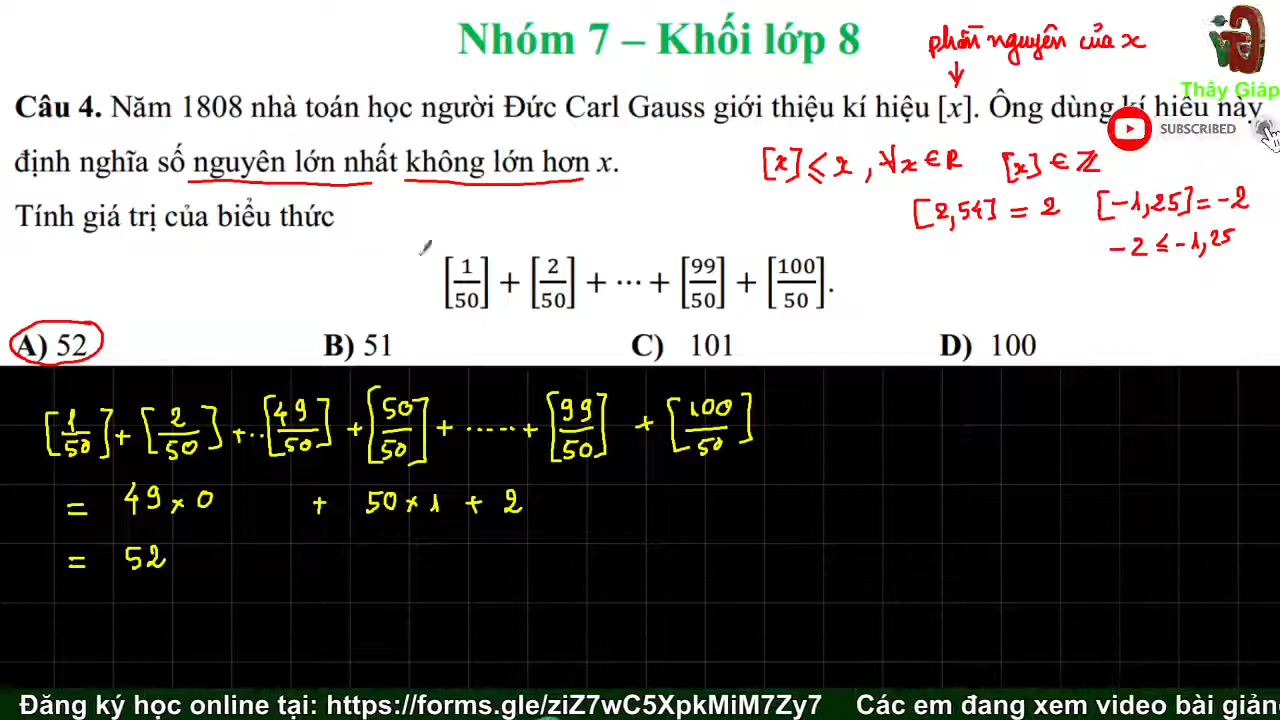 Nhóm 7 – Khối lớp 8
phần nguyên của x
Thầy Giáp
Câu 4. Năm 1808 nhà toán học người Đức Carl Gauss giới thiệu kí hiệu [x]. Ông dùng kí hiệu này
SUBSCRIBED
định nghĩa số nguyên lớn nhất không lớn hơn x.
[x] ≤ x , ∀x ∈ R [x] ∈ Z
Tính giá trị của biểu thức
[2,54] = 2 [-1,25] = -2
-2 ≤ -1,25
[1/50] + [2/50] + ⋯ + [99/50] + [100/50].
A) 52 B) 51 C) 101 D) 100
[1/50] + [2/50] + .. [49/50] + [50/50] + ..... + [99/50] + [100/50]
= 49 × 0 + 50 × 1 + 2
= 52
Đăng ký học online tại: https://forms.gle/ziZ7wC5XpkMiM7Zy7 Các em đang xem video bài giản